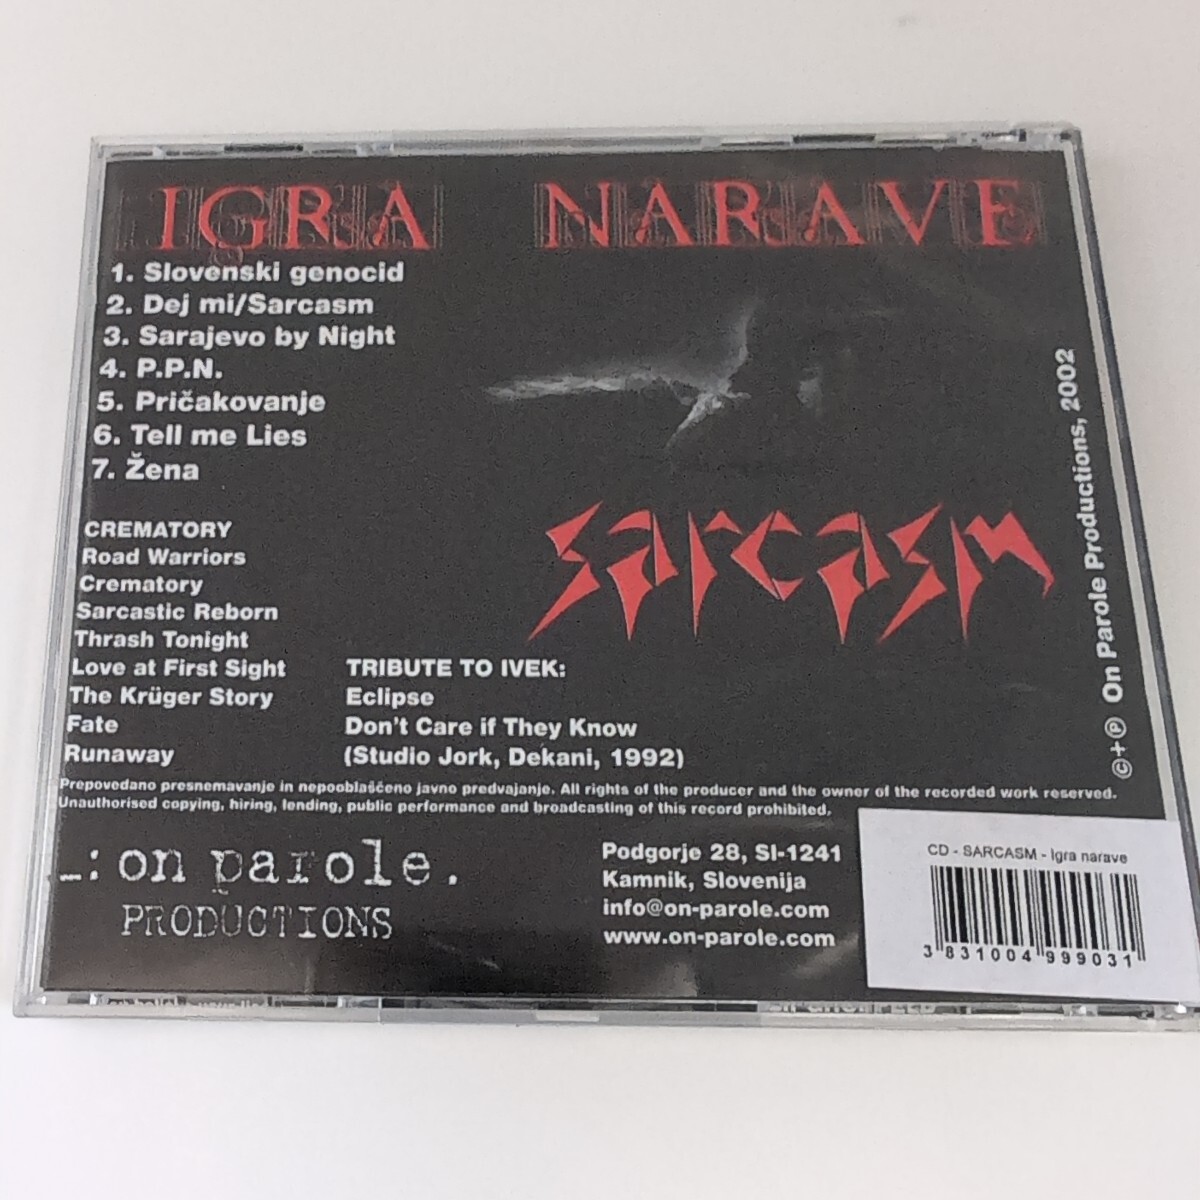 IGRA NARAVE
1. Slovenski genocid
2. Dej mi/Sarcasm
3. Sarajevo by Night
4. P.P.N.
5. Pričakovanje
6. Tell me Lies
7. Žena
sarcasm
CREMATORY
Road Warriors
Crematory
Sarcastic Reborn
Thrash Tonight
Love at First Sight
The Krüger Story
Fate
Runaway
TRIBUTE TO IVEK:
Eclipse
Don't Care if They Know
(Studio Jork, Dekani, 1992)
©+℗ On Parole Productions, 2002
Prepovedano presnemavanje in nepooblaščeno javno predvajanje. All rights of the producer and the owner of the recorded work reserved.
Unauthorised copying, hiring, lending, public performance and broadcasting of this record prohibited.
_: on parole.
PRODUCTIONS
Podgorje 28, SI-1241
Kamnik, Slovenija
info@on-parole.com
www.on-parole.com
CD - SARCASM - Igra narave
3 831004 999031